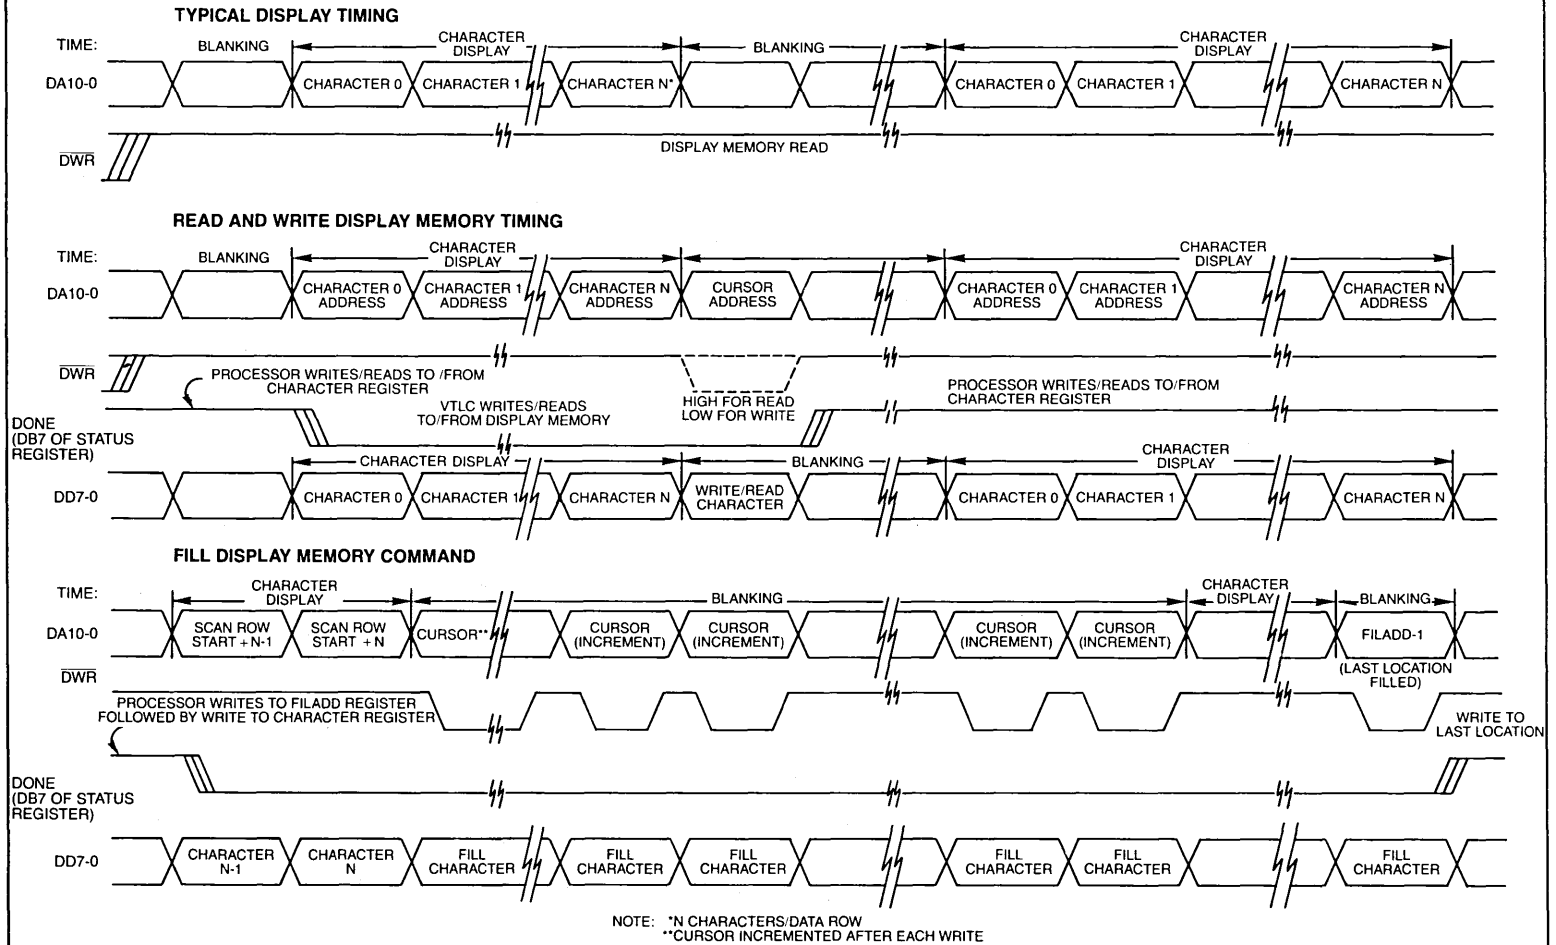 TYPICAL DISPLAY TIMING
TIME:
BLANKING
CHARACTER
DISPLAY
BLANKING
CHARACTER
DISPLAY
DA10-0
CHARACTER 0
CHARACTER 1
CHARACTER N*
CHARACTER 0
CHARACTER 1
CHARACTER N
DWR
DISPLAY MEMORY READ
READ AND WRITE DISPLAY MEMORY TIMING
TIME:
BLANKING
CHARACTER
DISPLAY
CHARACTER
DISPLAY
DA10-0
CHARACTER 0
ADDRESS
CHARACTER 1
ADDRESS
CHARACTER N
ADDRESS
CURSOR
ADDRESS
CHARACTER 0
ADDRESS
CHARACTER 1
ADDRESS
CHARACTER N
ADDRESS
DWR
PROCESSOR WRITES/READS TO /FROM
CHARACTER REGISTER
VTLC WRITES/READS
TO/FROM DISPLAY MEMORY
HIGH FOR READ
LOW FOR WRITE
PROCESSOR WRITES/READS TO/FROM
CHARACTER REGISTER
DONE
(DB7 OF STATUS
REGISTER)
CHARACTER DISPLAY
BLANKING
CHARACTER
DISPLAY
DD7-0
CHARACTER 0
CHARACTER 1
CHARACTER N
WRITE/READ
CHARACTER
CHARACTER 0
CHARACTER 1
CHARACTER N
FILL DISPLAY MEMORY COMMAND
TIME:
CHARACTER
DISPLAY
BLANKING
CHARACTER
DISPLAY
BLANKING
DA10-0
SCAN ROW
START +N-1
SCAN ROW
START +N
CURSOR**
CURSOR
(INCREMENT)
CURSOR
(INCREMENT)
CURSOR
(INCREMENT)
CURSOR
(INCREMENT)
FILADD-1
(LAST LOCATION
FILLED)
DWR
PROCESSOR WRITES TO FILADD REGISTER
FOLLOWED BY WRITE TO CHARACTER REGISTER
WRITE TO
LAST LOCATION
DONE
(DB7 OF STATUS
REGISTER)
DD7-0
CHARACTER
N-1
CHARACTER
N
FILL
CHARACTER
FILL
CHARACTER
FILL
CHARACTER
FILL
CHARACTER
FILL
CHARACTER
FILL
CHARACTER
NOTE: *N CHARACTERS/DATA ROW
**CURSOR INCREMENTED AFTER EACH WRITE